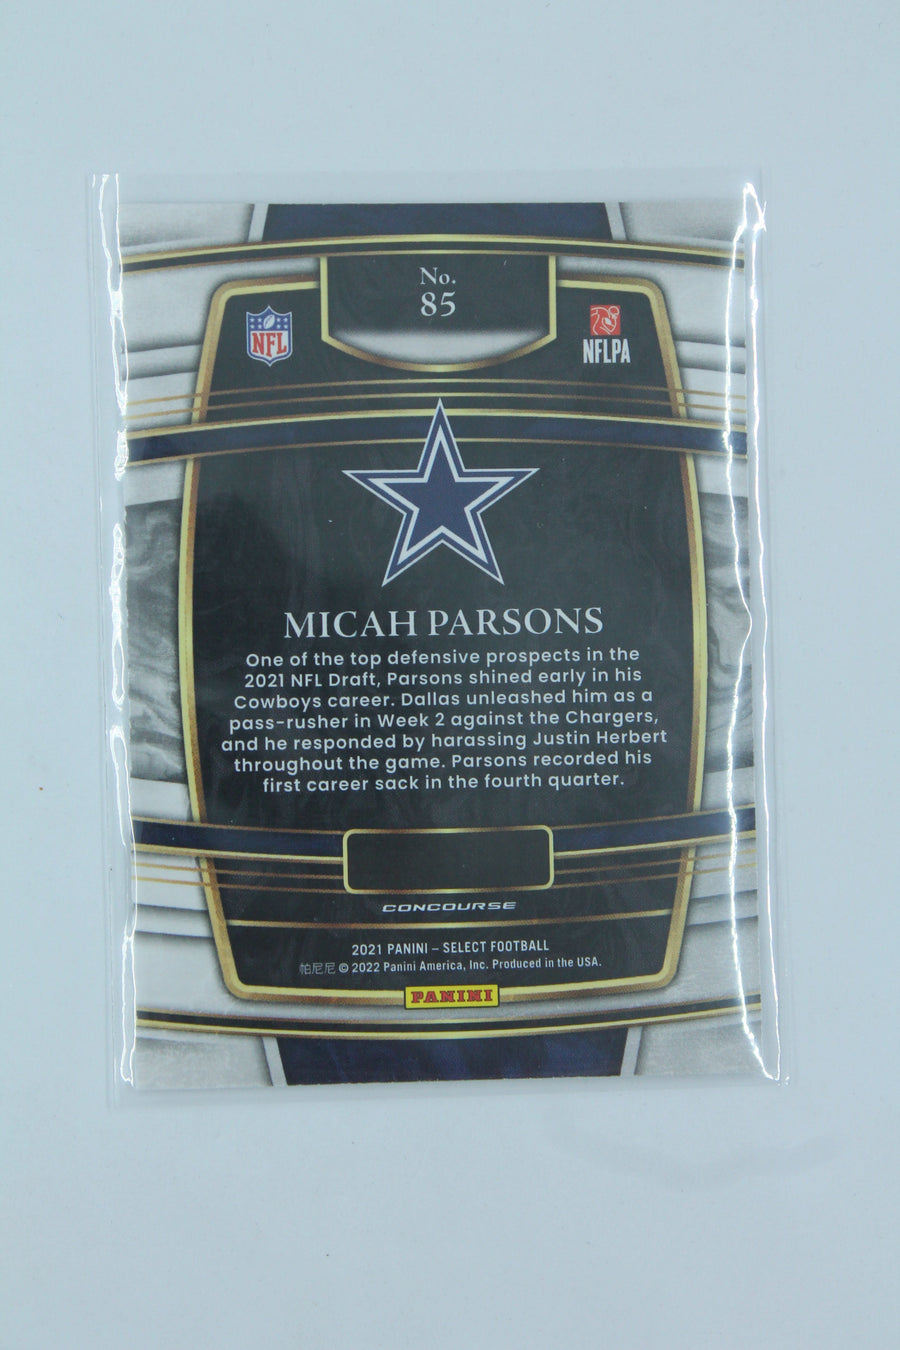 No.
85
NFL
NFLPA
MICAH PARSONS
One of the top defensive prospects in the
2021 NFL Draft, Parsons shined early in his
Cowboys career. Dallas unleashed him as a
pass-rusher in Week 2 against the Chargers,
and he responded by harassing Justin Herbert
throughout the game. Parsons recorded his
first career sack in the fourth quarter.
CONCOURSE
2021 PANINI – SELECT FOOTBALL
帕尼尼 © 2022 Panini America, Inc. Produced in the USA.
PANINI